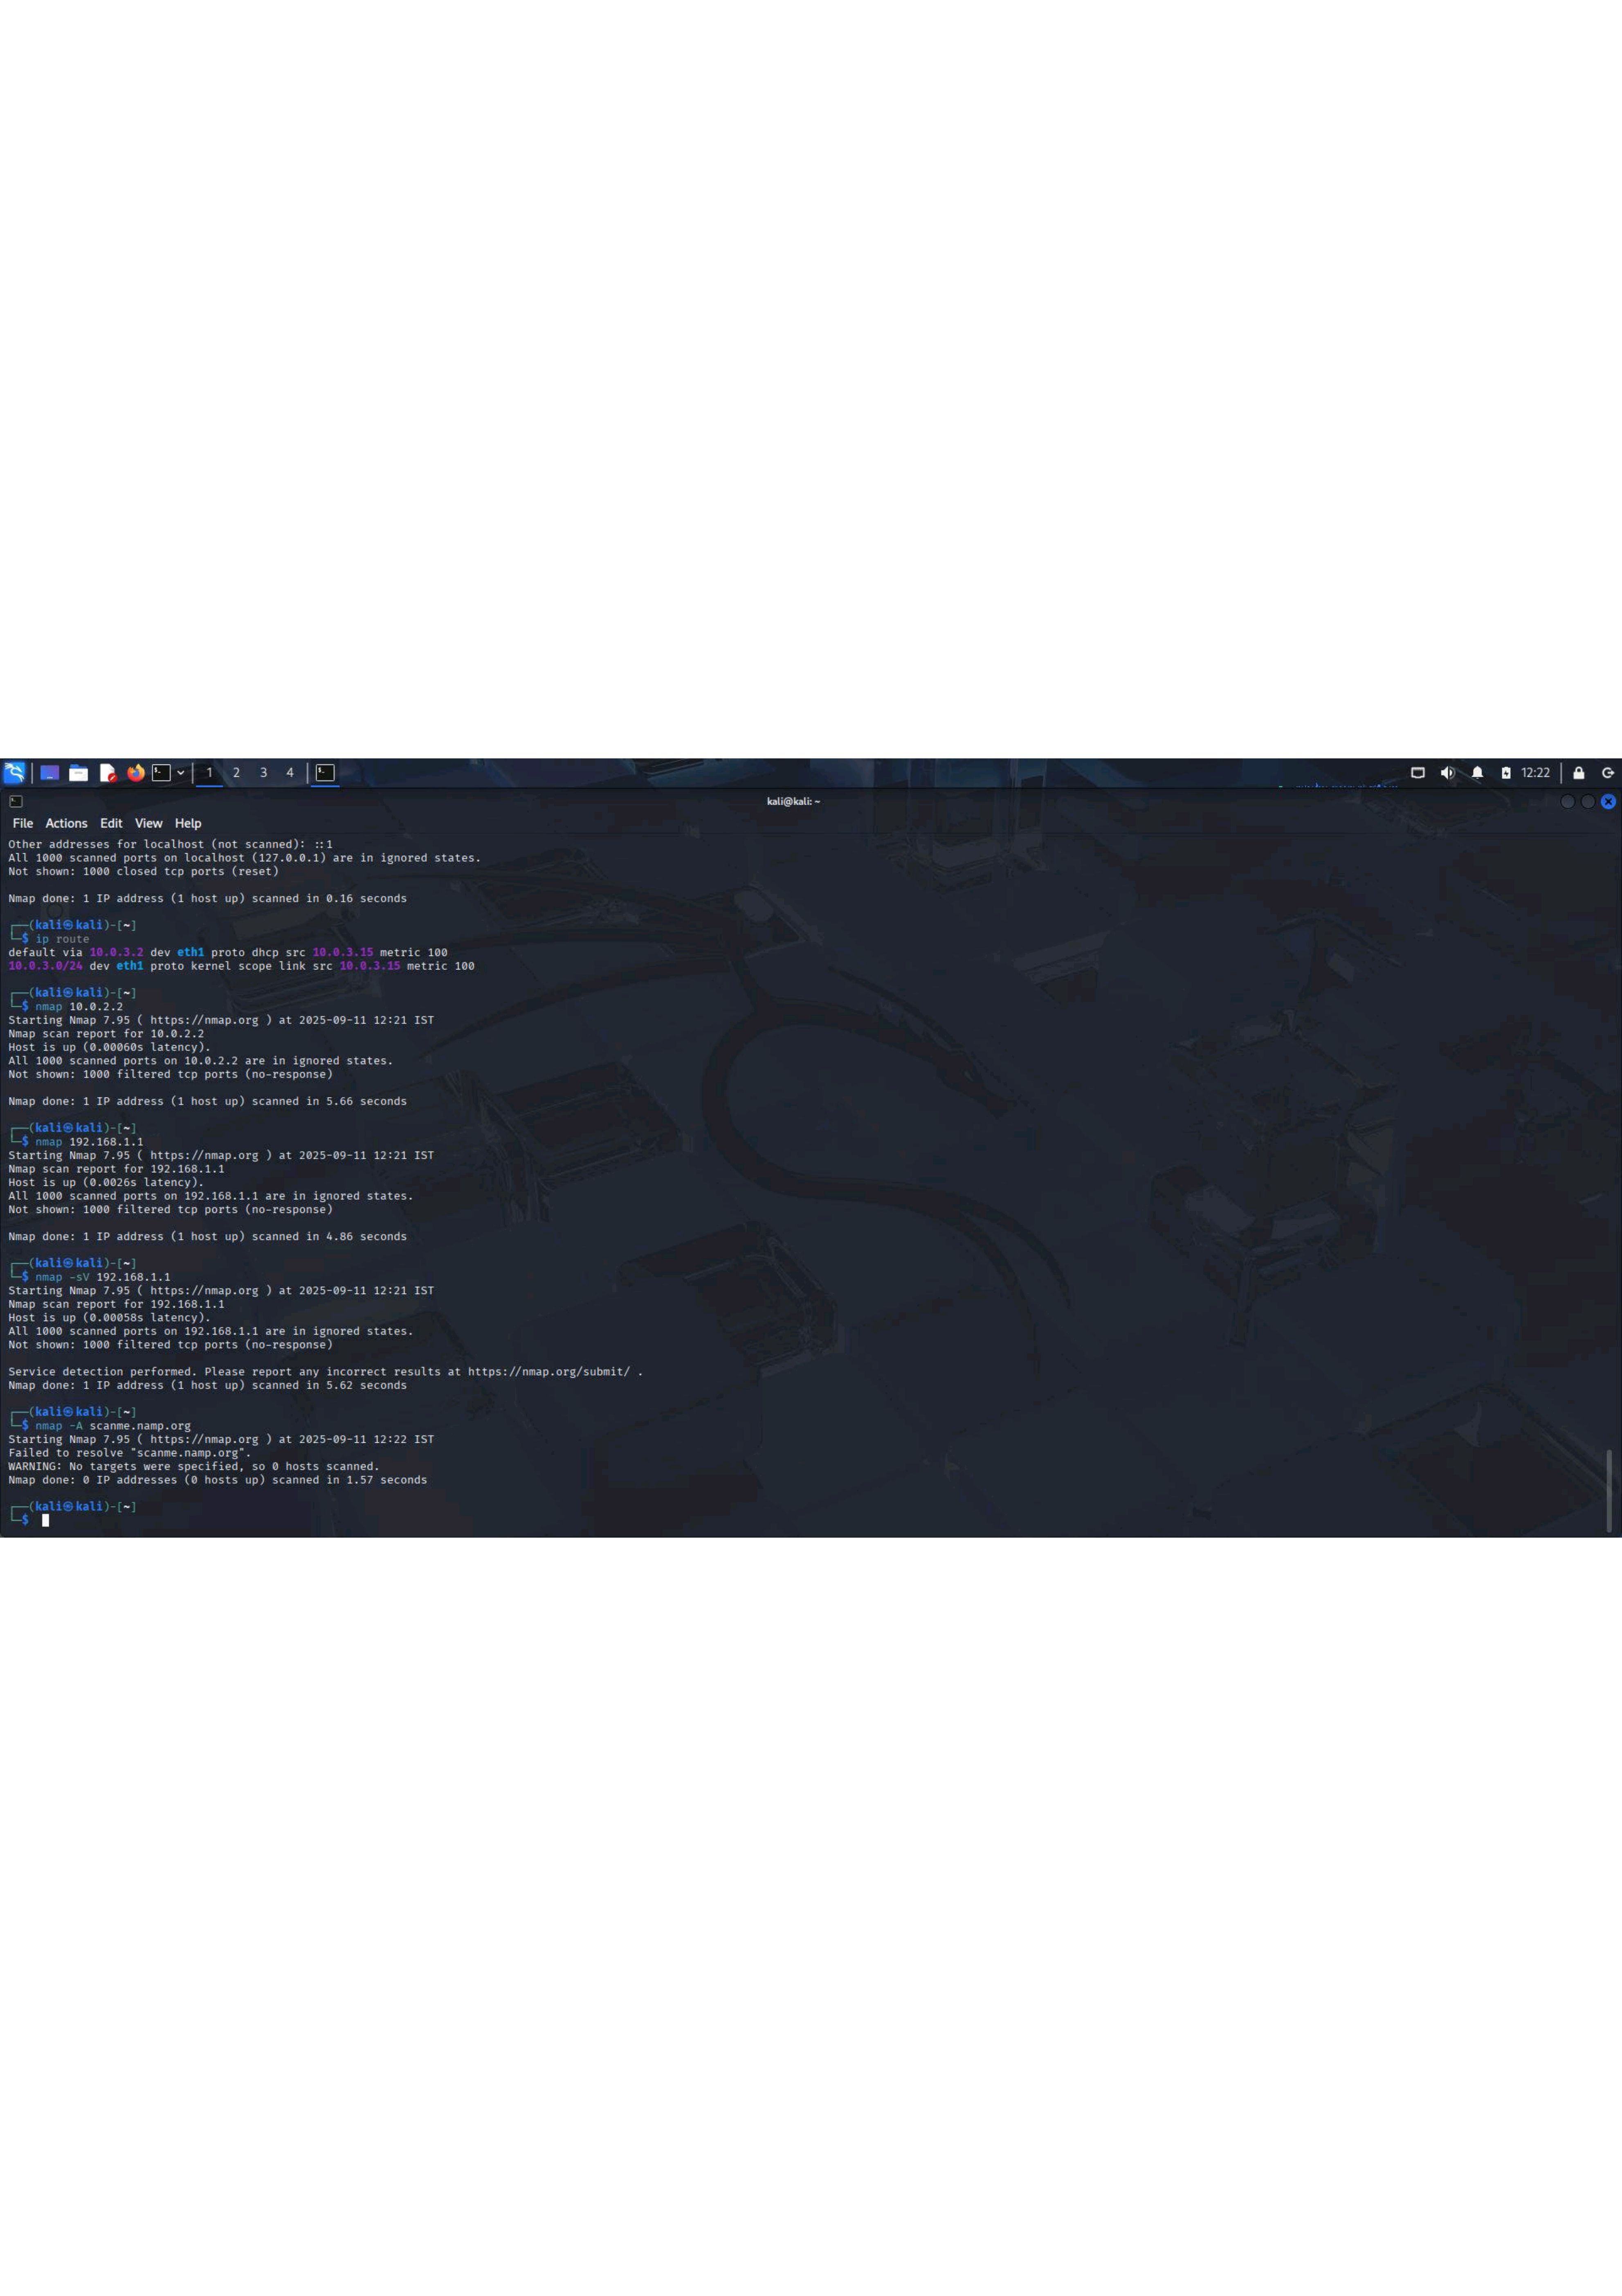 1 2 3 4 12:22
kali@kali: ~
File Actions Edit View Help
Other addresses for localhost (not scanned): ::1
All 1000 scanned ports on localhost (127.0.0.1) are in ignored states.
Not shown: 1000 closed tcp ports (reset)
Nmap done: 1 IP address (1 host up) scanned in 0.16 seconds
┌──(kali㉿kali)-[~]
└─$ ip route
default via 10.0.3.2 dev eth1 proto dhcp src 10.0.3.15 metric 100
10.0.3.0/24 dev eth1 proto kernel scope link src 10.0.3.15 metric 100
┌──(kali㉿kali)-[~]
└─$ nmap 10.0.2.2
Starting Nmap 7.95 ( https://nmap.org ) at 2025-09-11 12:21 IST
Nmap scan report for 10.0.2.2
Host is up (0.00060s latency).
All 1000 scanned ports on 10.0.2.2 are in ignored states.
Not shown: 1000 filtered tcp ports (no-response)
Nmap done: 1 IP address (1 host up) scanned in 5.66 seconds
┌──(kali㉿kali)-[~]
└─$ nmap 192.168.1.1
Starting Nmap 7.95 ( https://nmap.org ) at 2025-09-11 12:21 IST
Nmap scan report for 192.168.1.1
Host is up (0.0026s latency).
All 1000 scanned ports on 192.168.1.1 are in ignored states.
Not shown: 1000 filtered tcp ports (no-response)
Nmap done: 1 IP address (1 host up) scanned in 4.86 seconds
┌──(kali㉿kali)-[~]
└─$ nmap -sV 192.168.1.1
Starting Nmap 7.95 ( https://nmap.org ) at 2025-09-11 12:21 IST
Nmap scan report for 192.168.1.1
Host is up (0.00058s latency).
All 1000 scanned ports on 192.168.1.1 are in ignored states.
Not shown: 1000 filtered tcp ports (no-response)
Service detection performed. Please report any incorrect results at https://nmap.org/submit/ .
Nmap done: 1 IP address (1 host up) scanned in 5.62 seconds
┌──(kali㉿kali)-[~]
└─$ nmap -A scanme.namp.org
Starting Nmap 7.95 ( https://nmap.org ) at 2025-09-11 12:22 IST
Failed to resolve "scanme.namp.org".
WARNING: No targets were specified, so 0 hosts scanned.
Nmap done: 0 IP addresses (0 hosts up) scanned in 1.57 seconds
┌──(kali㉿kali)-[~]
└─$